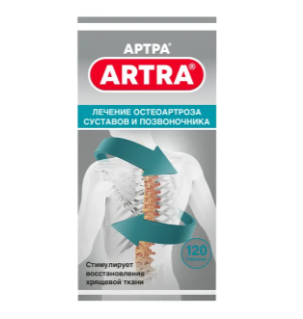 АРТРА®
ARTRA®
ЛЕЧЕНИЕ ОСТЕОАРТРОЗА
СУСТАВОВ И ПОЗВОНОЧНИКА
120
Стимулирует
восстановление
хрящевой ткани